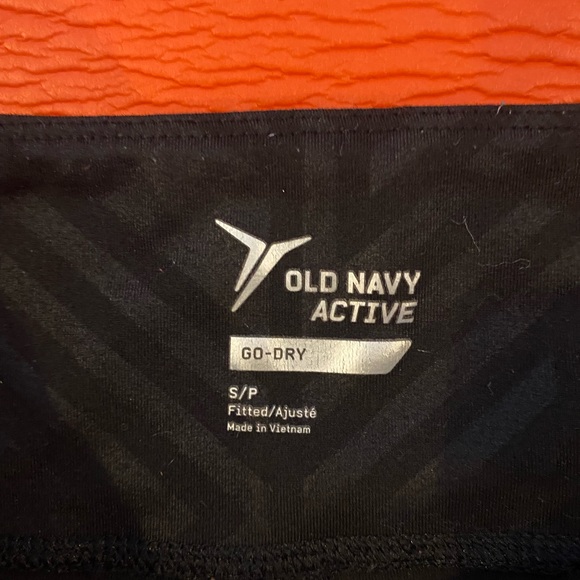 OLD NAVY
ACTIVE
GO-DRY
S/P
Fitted/Ajusté
Made in Vietnam